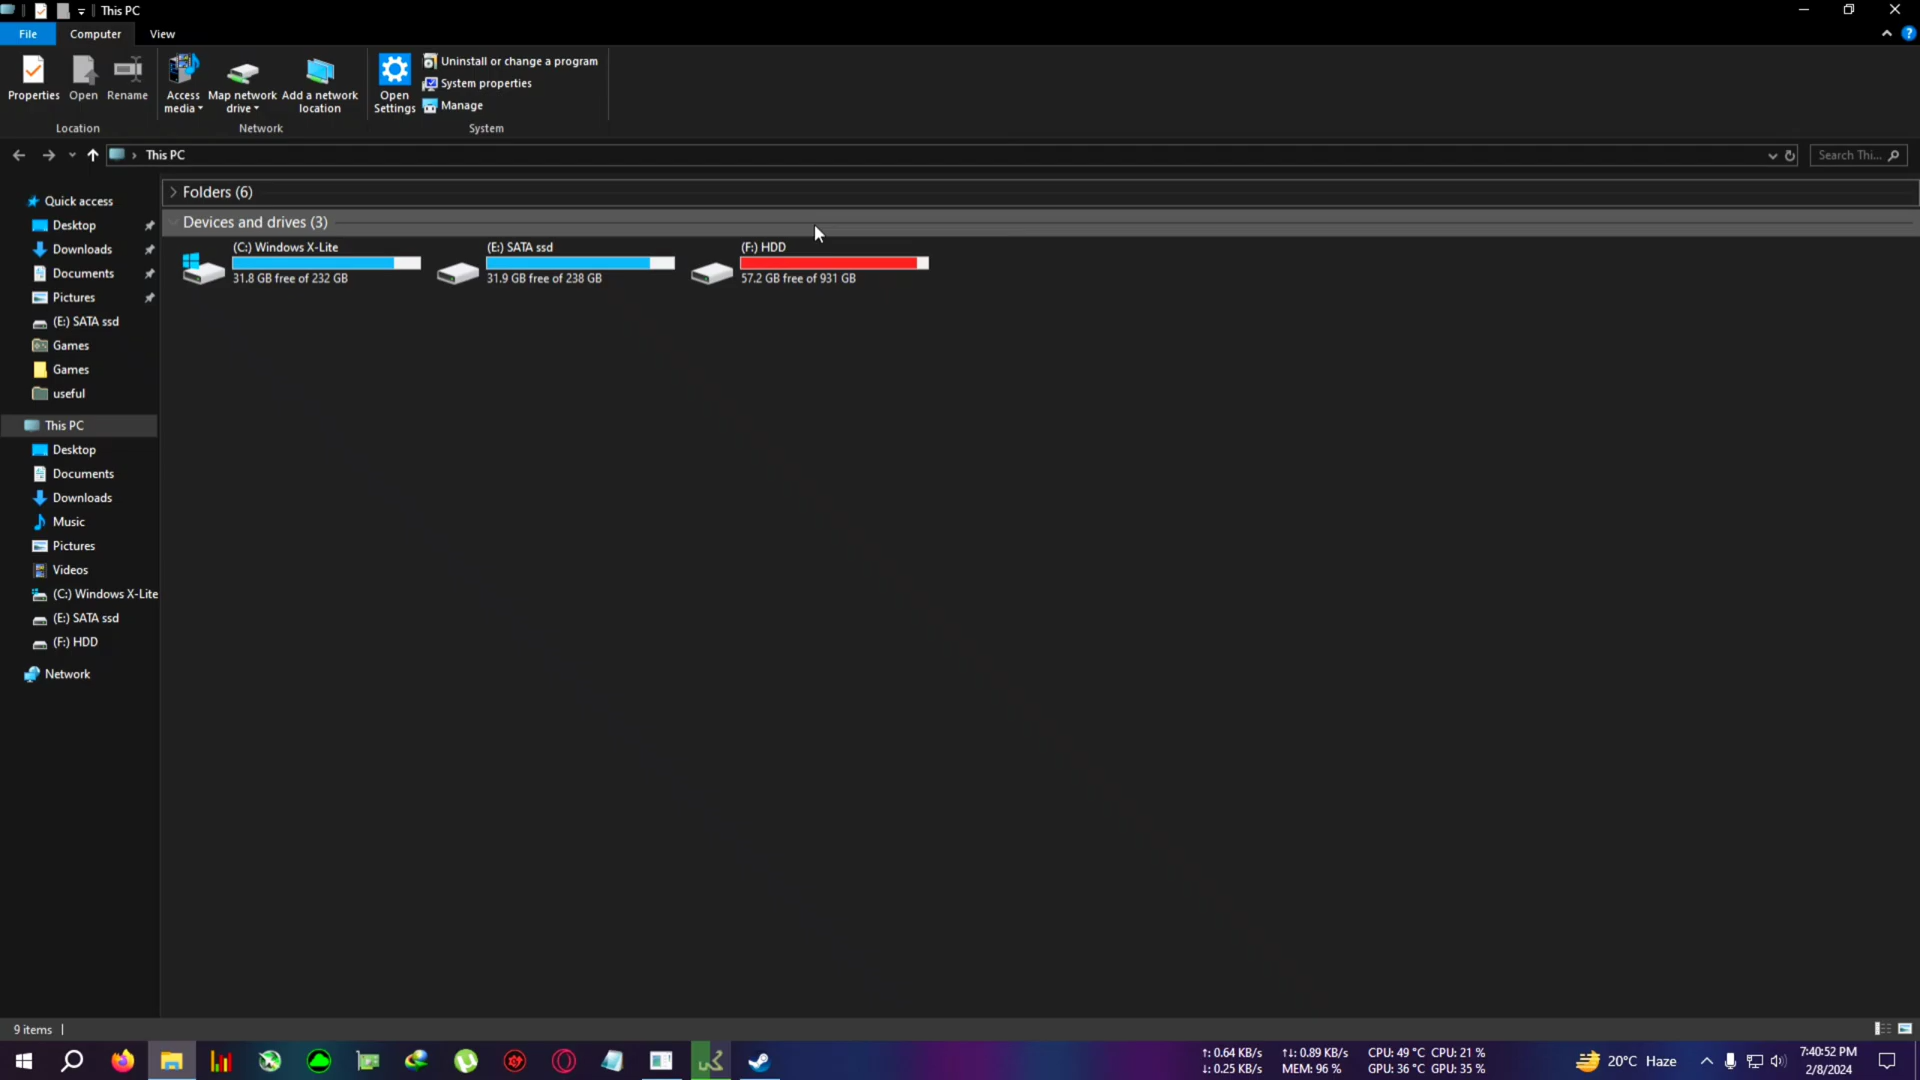 This PC
File
Computer
View
Properties
Open
Rename
Access media
Map network drive
Add a network location
Open Settings
Uninstall or change a program
System properties
Manage
Location
Network
System
This PC
Search Thi...
Quick access
Desktop
Downloads
Documents
Pictures
(E:) SATA ssd
Games
Games
useful
This PC
Desktop
Documents
Downloads
Music
Pictures
Videos
(C:) Windows X-Lite
(E:) SATA ssd
(F:) HDD
Network
Folders (6)
Devices and drives (3)
(C:) Windows X-Lite
31.8 GB free of 232 GB
(E:) SATA ssd
31.9 GB free of 238 GB
(F:) HDD
57.2 GB free of 931 GB
9 items
↑: 0.64 KB/s
↓: 0.25 KB/s
↑↓: 0.89 KB/s
MEM: 96 %
CPU: 49 °C CPU: 21 %
GPU: 36 °C GPU: 35 %
20°C Haze
7:40:52 PM
2/8/2024